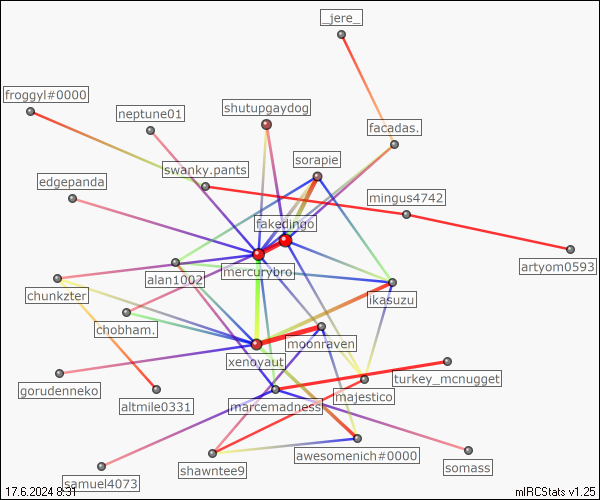 _jere_
froggyl#0000
neptune01
shutupgaydog
facadas.
sorapie
swanky.pants
edgepanda
mingus4742
fakedingo
artyom0593
mercurybro
alan1002
chunkzter
ikasuzu
chobham.
moonraven
xenoyaut
turkey_mcnugget
gorudenneko
majestico
altmile0331
marcemadness
awesomenich#0000
shawntee9
somass
samuel4073
17.6.2024 8:31
mIRCStats v1.25